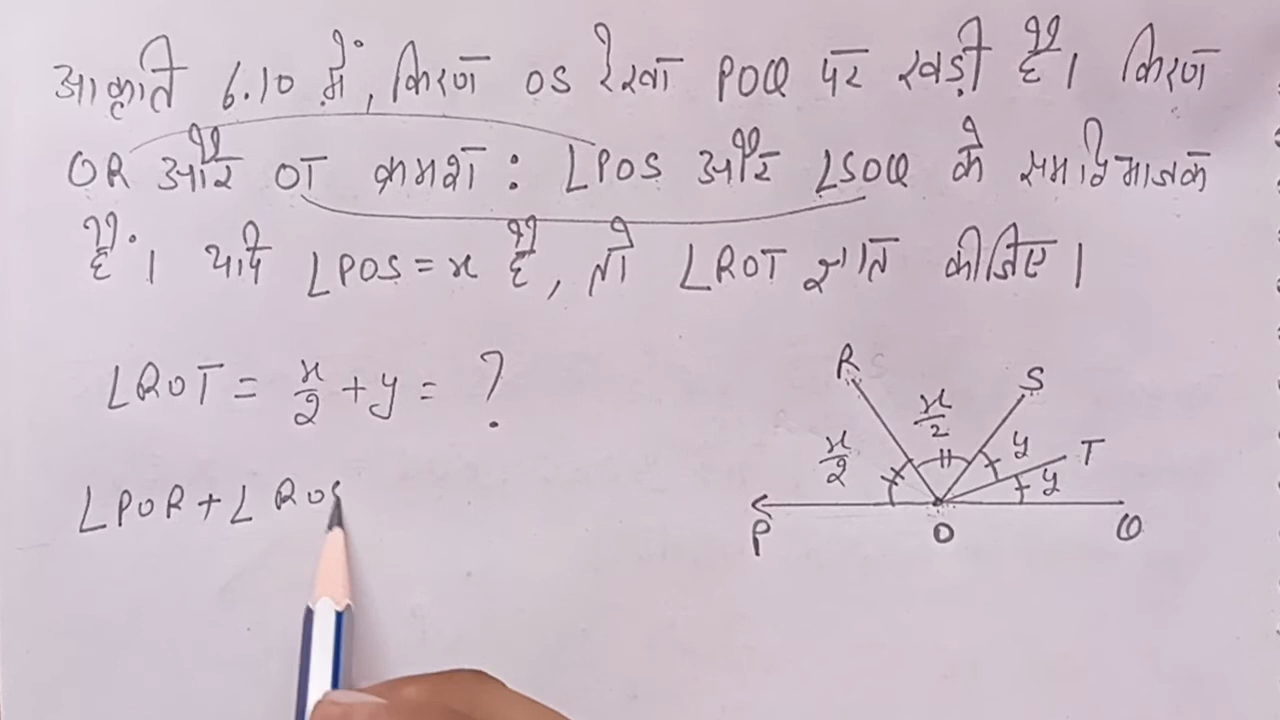 आकृति 6.10 में, किरण OS रेखा POQ पर खड़ी है। किरण
OR और OT क्रमशः : ∠POS और ∠SOQ के समद्विभाजक
हैं। यदि ∠POS = x है, तो ∠ROT ज्ञात कीजिए।
∠ROT = x/2 + y = ?
∠POR + ∠ROS
R
S
x/2
x/2
y
T
y
P
O
Q